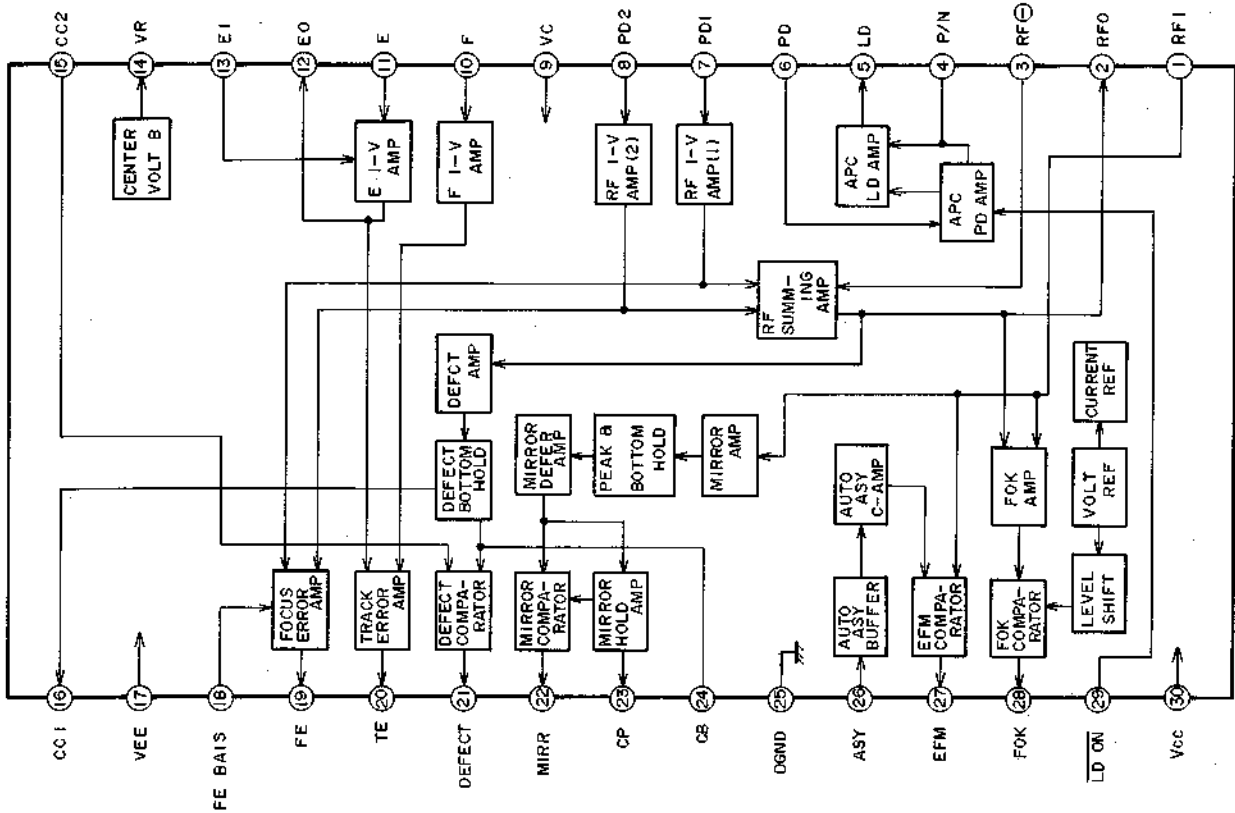 CC2
VR
EI
EO
E
F
VC
PD2
PD1
PD
LD
P/N
RF⊖
RFO
RFI
15
14
13
12
11
10
9
8
7
6
5
4
3
2
1
CENTER
VOLT B
E I-V
AMP
F I-V
AMP
RF I-V
AMP(2)
RF I-V
AMP(1)
APC
LD AMP
APC
PD AMP
RF
SUMM-
ING
AMP
DEFCT
AMP
DEFECT
BOTTOM
HOLD
MIRROR
DEFER
AMP
PEAK &
BOTTOM
HOLD
MIRROR
AMP
AUTO
ASY
C-AMP
FOK
AMP
CURRENT
REF
VOLT
REF
FOCUS
ERROR
AMP
TRACK
ERROR
AMP
DEFECT
COMPA-
RATOR
MIRROR
COMPA-
RATOR
MIRROR
HOLD
AMP
AUTO
ASY
BUFFER
EFM
COMPA-
RATOR
FOK
COMPA-
RATOR
LEVEL
SHIFT
16
17
18
19
20
21
22
23
24
25
26
27
28
29
30
CC1
VEE
FE BAIS
FE
TE
DEFECT
MIRR
CP
CB
DGND
ASY
EFM
FOK
LD ON
Vcc